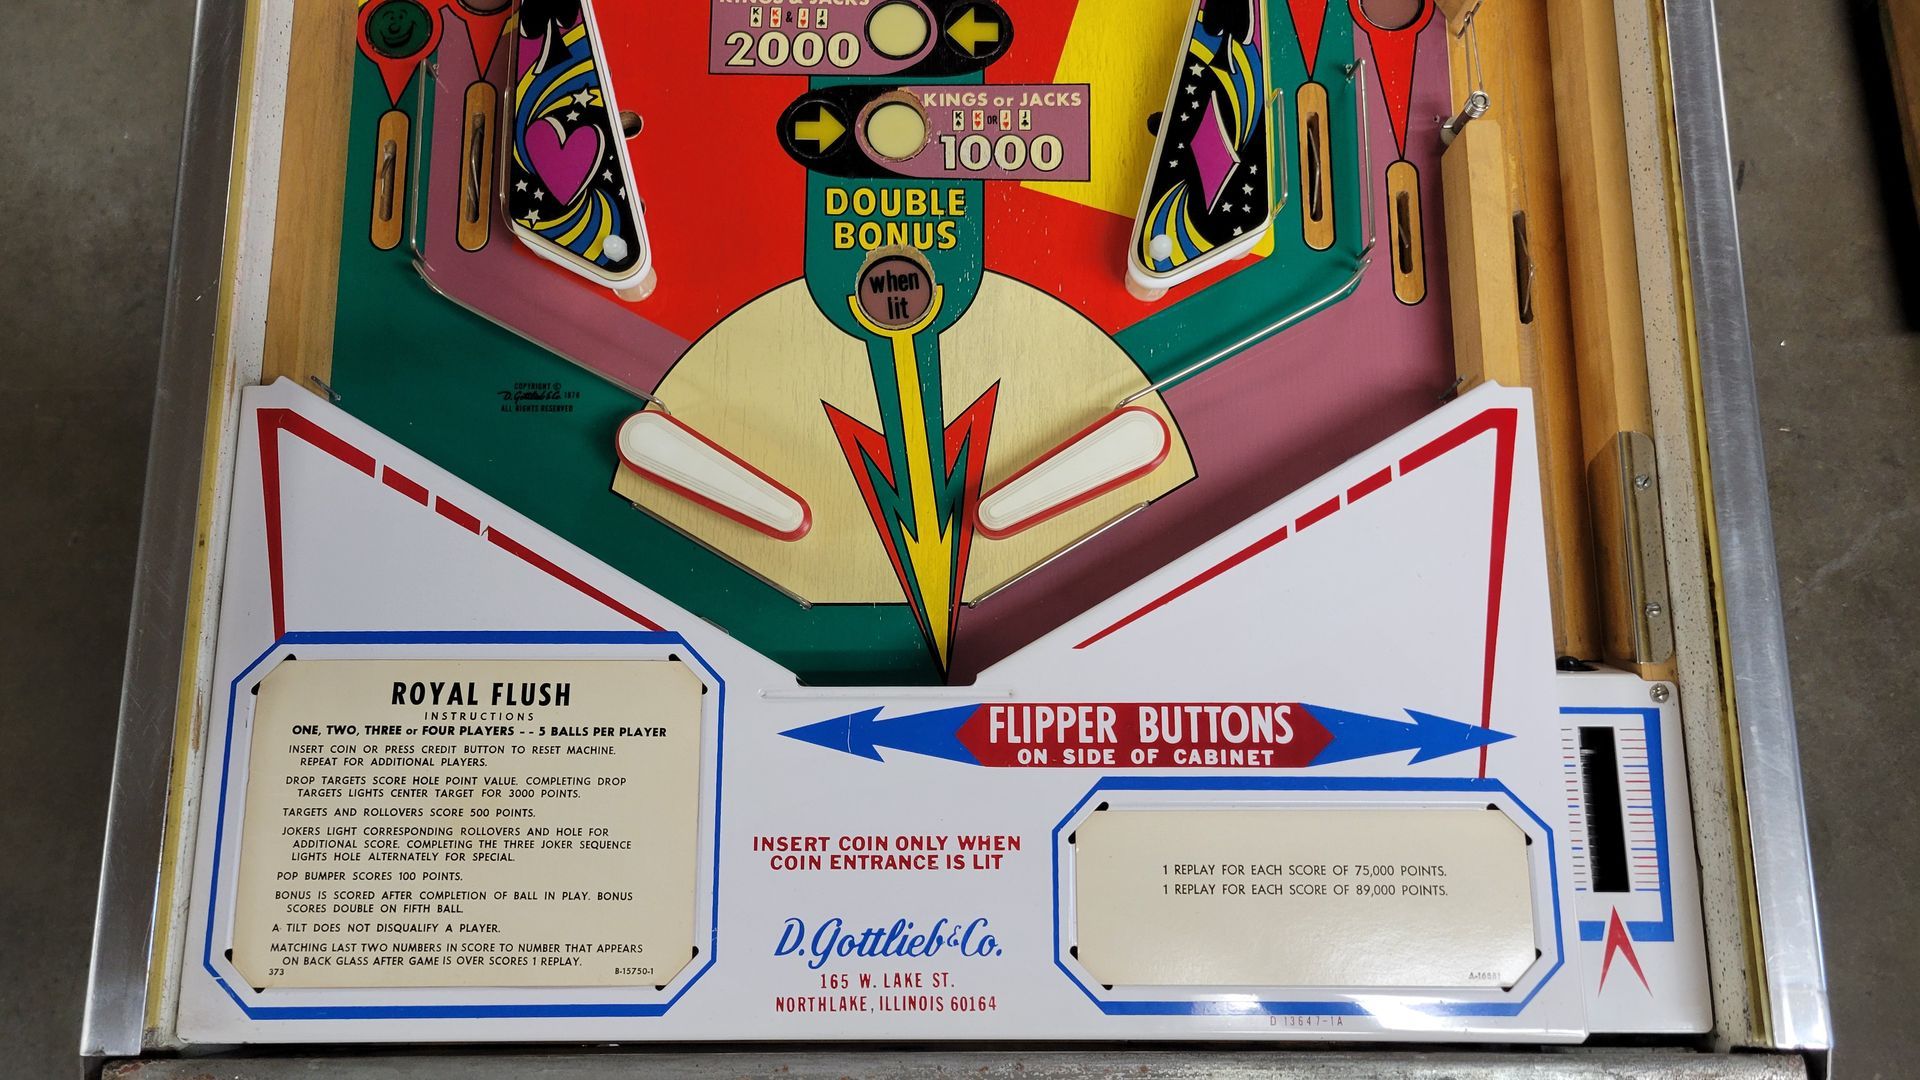 KINGS & JACKS
K K & J J
2000
KINGS or JACKS
K K OR J J
1000
DOUBLE
BONUS
when
lit
COPYRIGHT ©
D. Gottlieb & Co. 1976
ALL RIGHTS RESERVED
ROYAL FLUSH
INSTRUCTIONS
ONE, TWO, THREE or FOUR PLAYERS -- 5 BALLS PER PLAYER
INSERT COIN OR PRESS CREDIT BUTTON TO RESET MACHINE.
REPEAT FOR ADDITIONAL PLAYERS.
DROP TARGETS SCORE HOLE POINT VALUE. COMPLETING DROP
TARGETS LIGHTS CENTER TARGET FOR 3000 POINTS.
TARGETS AND ROLLOVERS SCORE 500 POINTS.
JOKERS LIGHT CORRESPONDING ROLLOVERS AND HOLE FOR
ADDITIONAL SCORE. COMPLETING THE THREE JOKER SEQUENCE
LIGHTS HOLE ALTERNATELY FOR SPECIAL.
POP BUMPER SCORES 100 POINTS.
BONUS IS SCORED AFTER COMPLETION OF BALL IN PLAY. BONUS
SCORES DOUBLE ON FIFTH BALL.
A TILT DOES NOT DISQUALIFY A PLAYER.
MATCHING LAST TWO NUMBERS IN SCORE TO NUMBER THAT APPEARS
ON BACK GLASS AFTER GAME IS OVER SCORES 1 REPLAY.
373 B-15750-1
FLIPPER BUTTONS
ON SIDE OF CABINET
INSERT COIN ONLY WHEN
COIN ENTRANCE IS LIT
D. Gottlieb & Co.
165 W. LAKE ST.
NORTHLAKE, ILLINOIS 60164
1 REPLAY FOR EACH SCORE OF 75,000 POINTS.
1 REPLAY FOR EACH SCORE OF 89,000 POINTS.
D 13647-1A